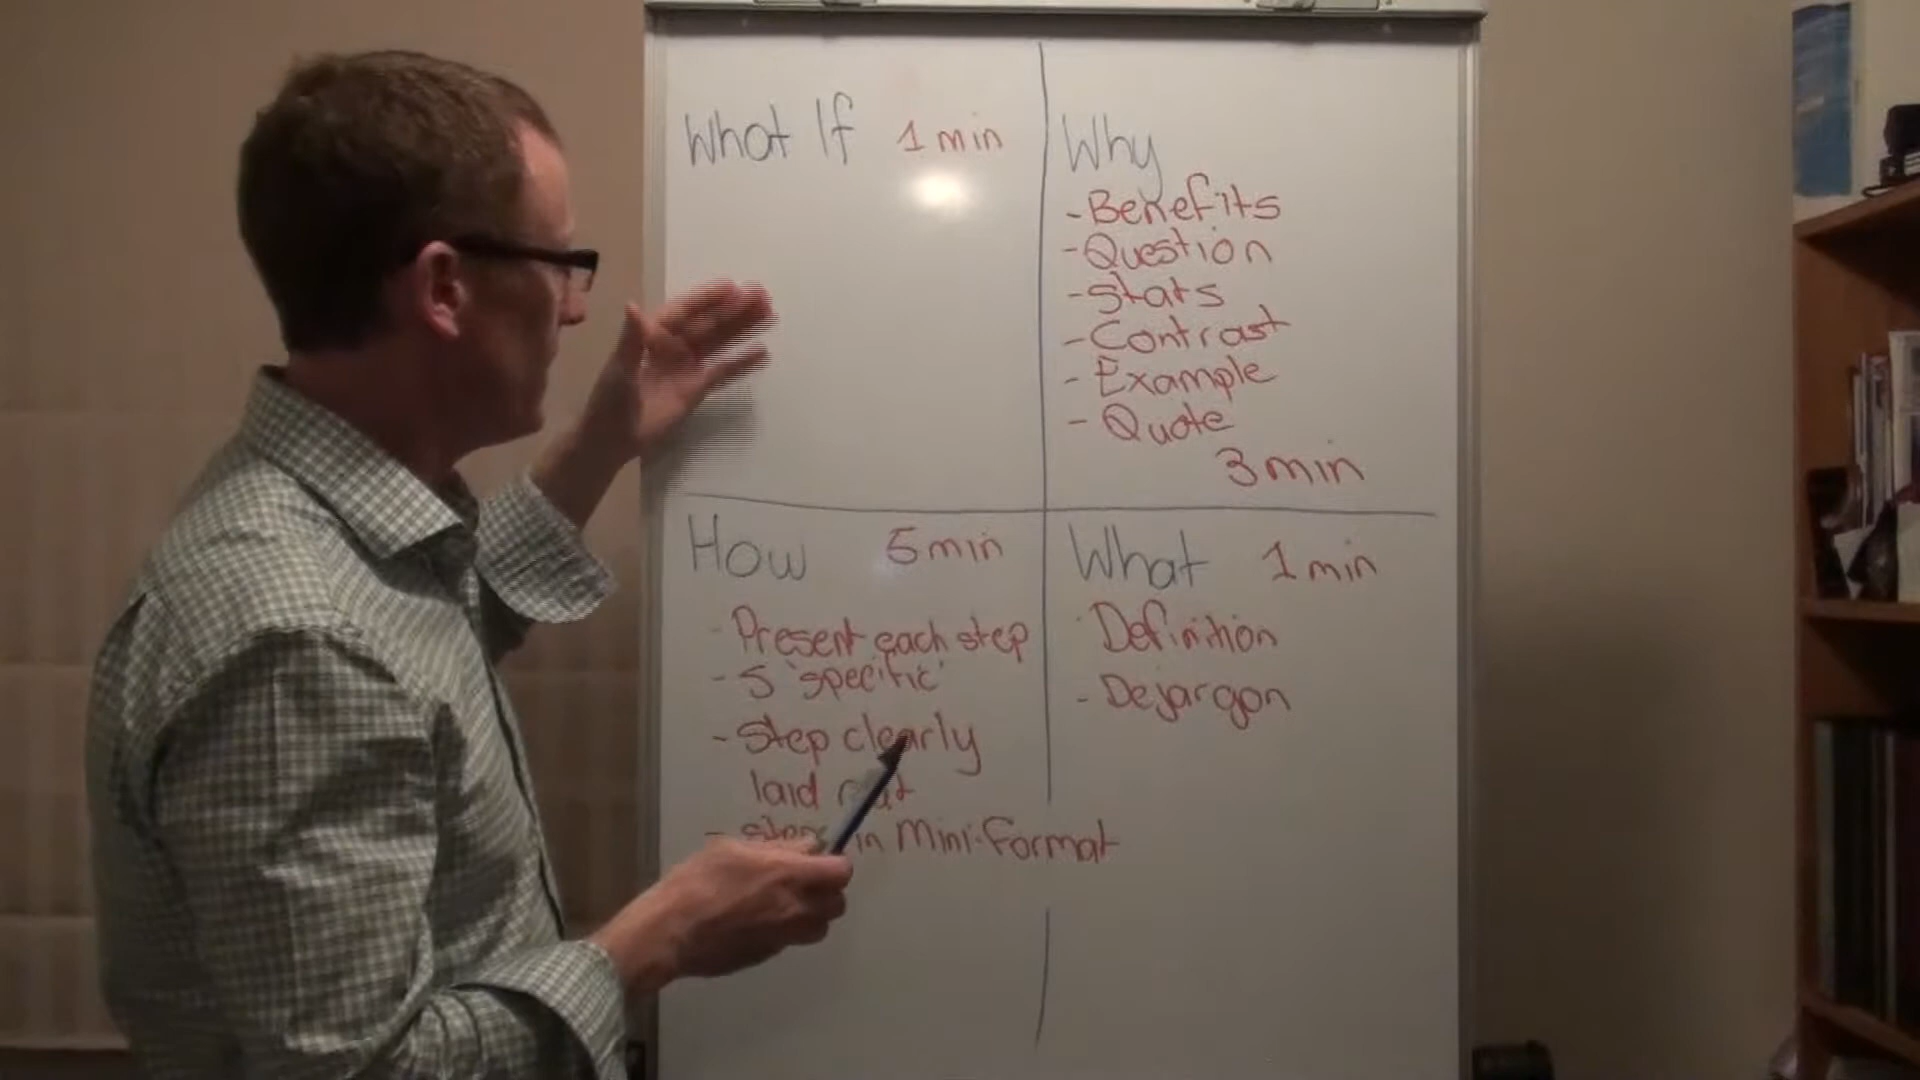 What If 1 min
Why
- Benefits
- Question
- Stats
- Contrast
- Example
- Quote
3 min
How 5 min
- Present each step
- 5 'specific'
- Step clearly
laid out
- in Mini-Format
What 1 min
Definition
- Dejargon